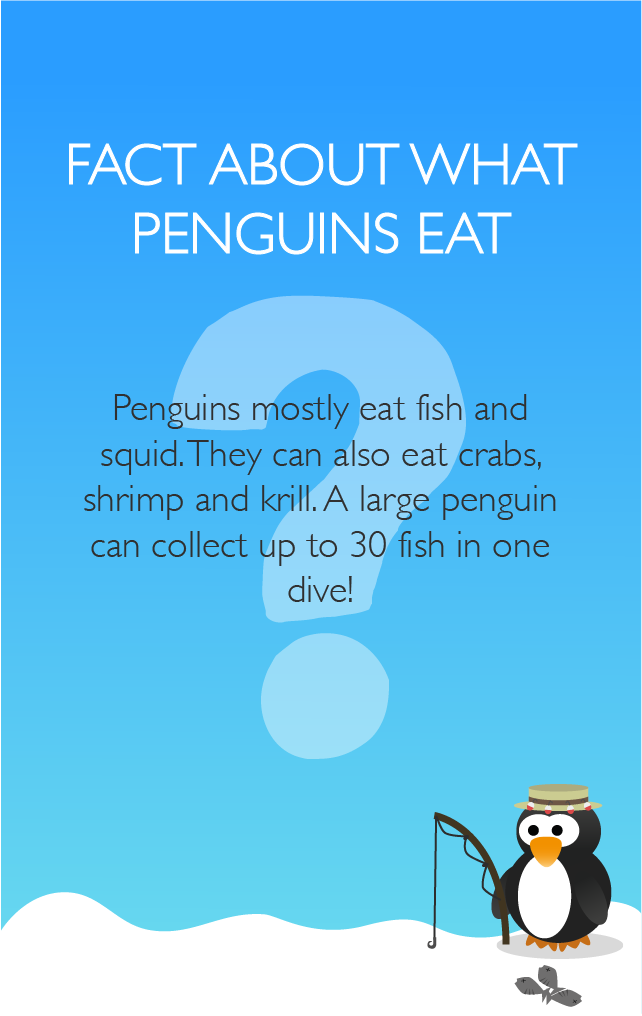 FACT ABOUT WHAT
PENGUINS EAT
Penguins mostly eat fish and
squid. They can also eat crabs,
shrimp and krill. A large penguin
can collect up to 30 fish in one
dive!